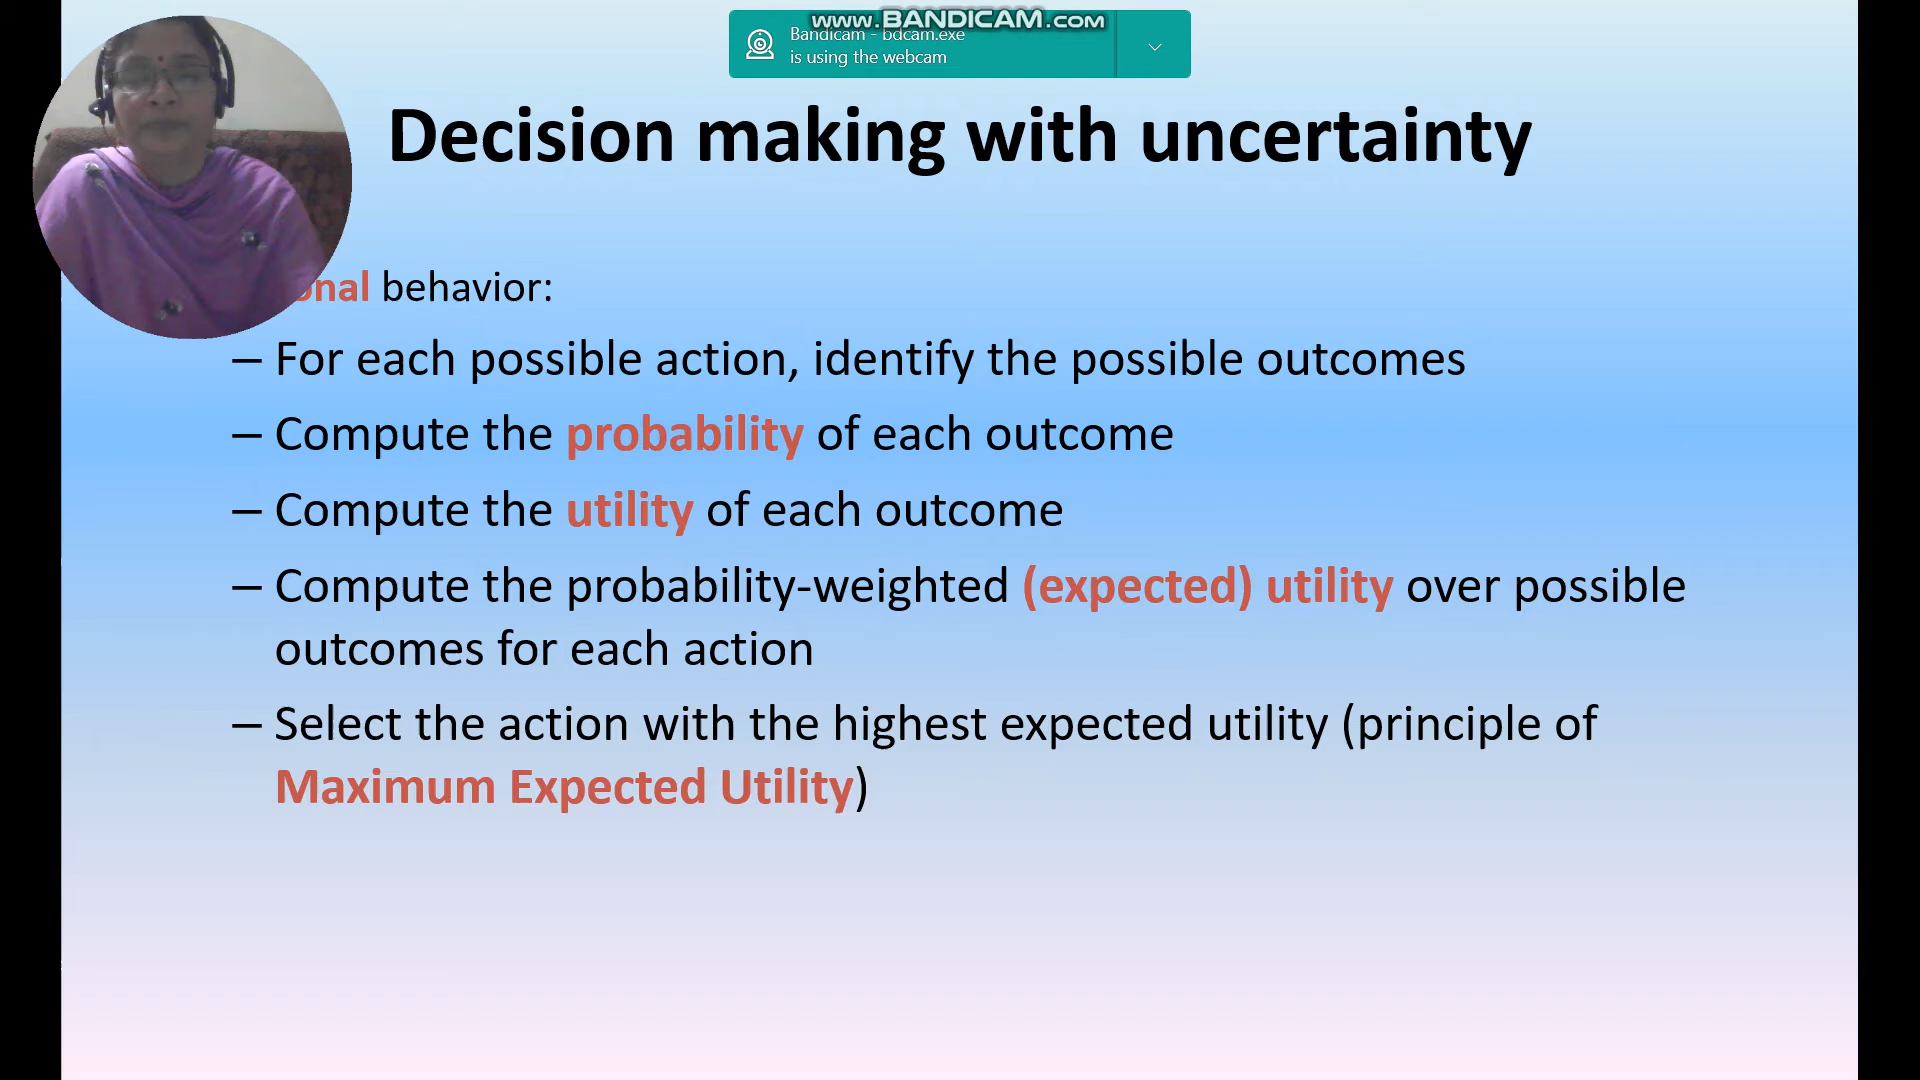 www.BANDICAM.com
Bandicam - bdcam.exe
is using the webcam
Decision making with uncertainty
behavior:
– For each possible action, identify the possible outcomes
– Compute the probability of each outcome
– Compute the utility of each outcome
– Compute the probability-weighted (expected) utility over possible
outcomes for each action
– Select the action with the highest expected utility (principle of
Maximum Expected Utility)